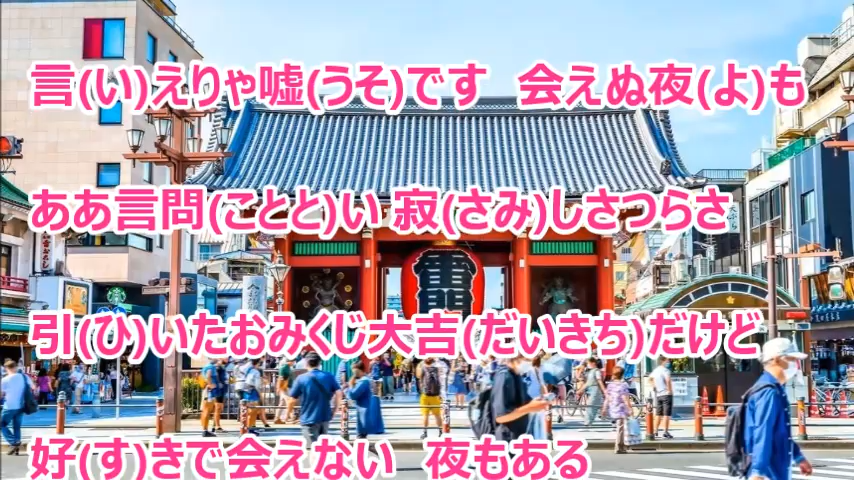 言(い)えりゃ嘘(うそ)です　会えぬ夜(よ)も
ああ言問(ことと)い 寂(さみ)しさつらさ
雷門
引(ひ)いたおみくじ大吉(だいきち)だけど
好(す)きで会えない　夜もある